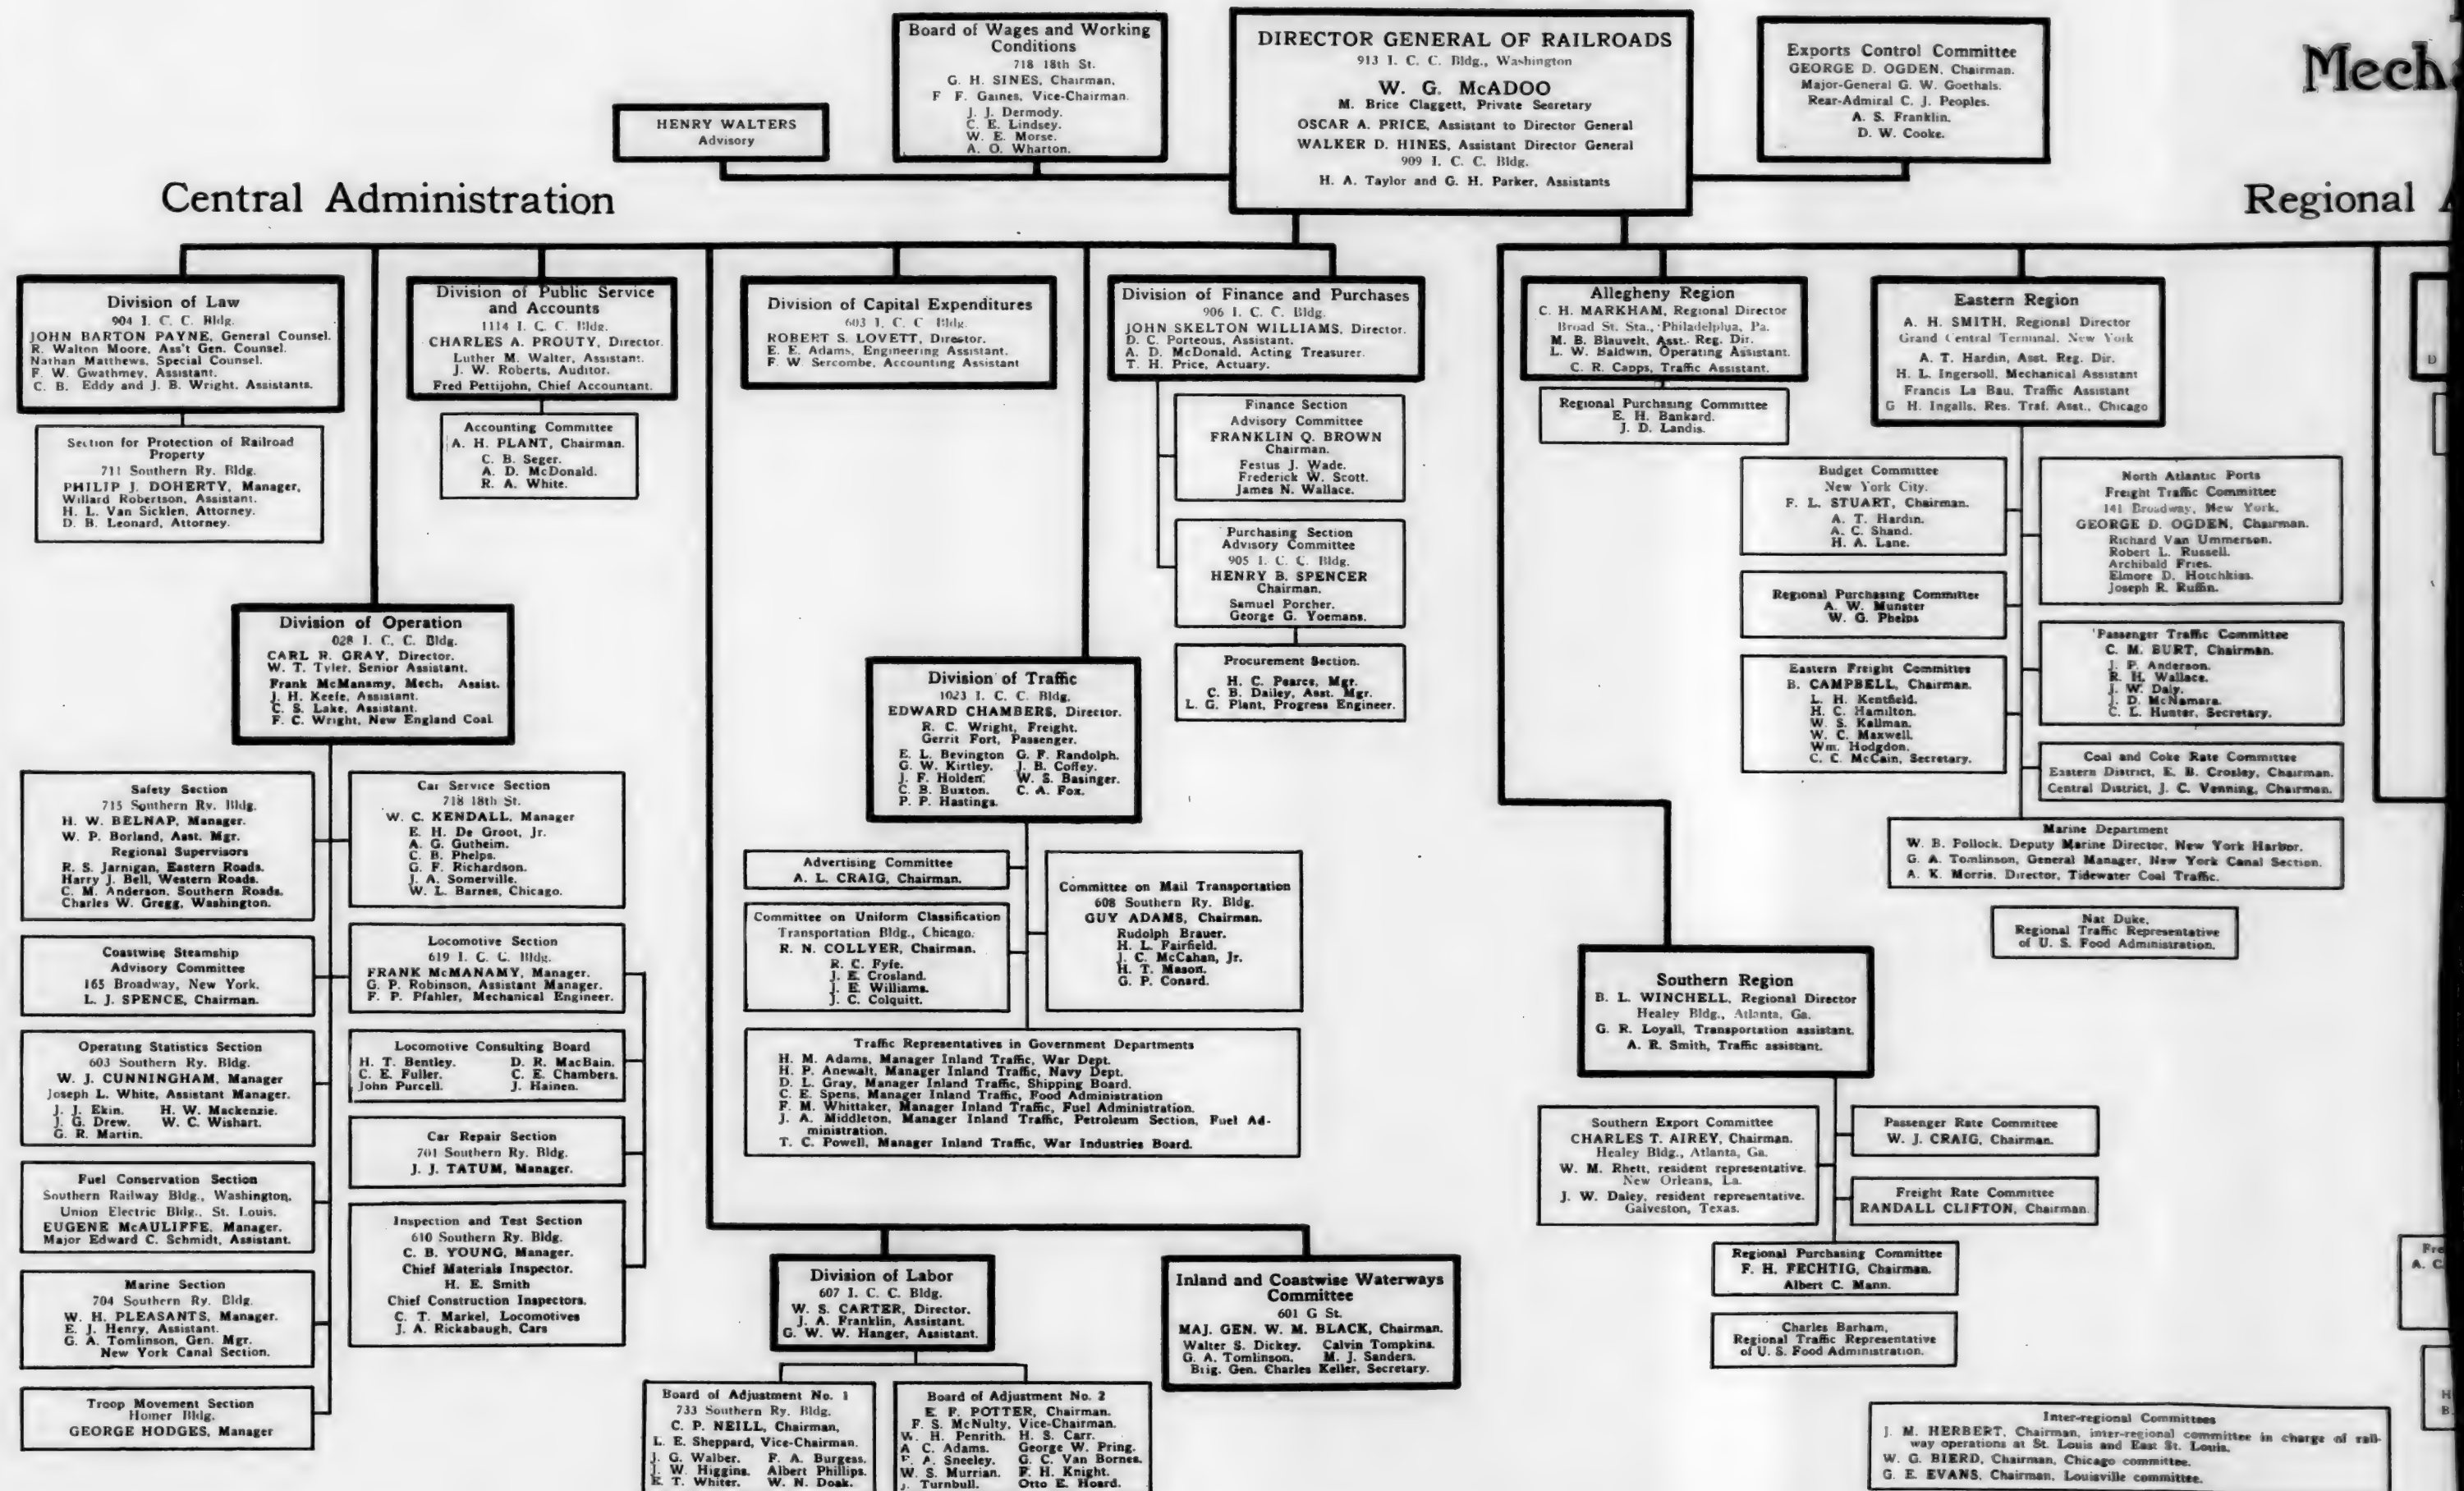 Mech
Board of Wages and Working
Conditions
718 18th St.
G. H. SINES, Chairman,
F F. Gaines, Vice-Chairman.
J. J. Dermody.
C. E. Lindsey.
W. E. Morse.
A. O. Wharton.
DIRECTOR GENERAL OF RAILROADS
913 I. C. C. Bldg., Washington
W. G. McADOO
M. Brice Claggett, Private Secretary
OSCAR A. PRICE, Assistant to Director General
WALKER D. HINES, Assistant Director General
909 I. C. C. Bldg.
H. A. Taylor and G. H. Parker, Assistants
Exports Control Committee
GEORGE D. OGDEN, Chairman.
Major-General G. W. Goethals.
Rear-Admiral C. J. Peoples.
A. S. Franklin.
D. W. Cooke.
HENRY WALTERS
Advisory
Central Administration
Regional
Division of Law
904 I. C. C. Bldg.
JOHN BARTON PAYNE, General Counsel.
R. Walton Moore, Ass't Gen. Counsel.
Nathan Matthews, Special Counsel.
F. W. Gwathmey, Assistant.
C. B. Eddy and J. B. Wright, Assistants.
Section for Protection of Railroad
Property
711 Southern Ry. Bldg.
PHILIP J. DOHERTY, Manager,
Willard Robertson, Assistant.
H. L. Van Sicklen, Attorney.
D. B. Leonard, Attorney.
Division of Public Service
and Accounts
1114 I. C. C. Bldg.
CHARLES A. PROUTY, Director.
Luther M. Walter, Assistant.
J. W. Roberts, Auditor.
Fred Pettijohn, Chief Accountant.
Accounting Committee
A. H. PLANT, Chairman.
C. B. Seger.
A. D. McDonald.
R. A. White.
Division of Capital Expenditures
603 I. C. C Bldg.
ROBERT S. LOVETT, Director.
E. E. Adams, Engineering Assistant.
F. W. Sercombe, Accounting Assistant
Division of Finance and Purchases
906 I. C. C. Bldg.
JOHN SKELTON WILLIAMS, Director.
D. C. Porteous, Assistant.
A. D. McDonald, Acting Treasurer.
T. H. Price, Actuary.
Finance Section
Advisory Committee
FRANKLIN Q. BROWN
Chairman.
Festus J. Wade.
Frederick W. Scott.
James N. Wallace.
Purchasing Section
Advisory Committee
905 I. C. C. Bldg.
HENRY B. SPENCER
Chairman.
Samuel Porcher.
George G. Yoemans.
Procurement Section.
H. C. Pearce, Mgr.
C. B. Dailey, Asst. Mgr.
L. G. Plant, Progress Engineer.
Division of Operation
028 I. C. C. Bldg.
CARL R. GRAY, Director.
W. T. Tyler, Senior Assistant.
Frank McManamy, Mech. Assist.
J. H. Keefe, Assistant.
C. S. Lake, Assistant.
F. C. Wright, New England Coal
Safety Section
715 Southern Ry. Bldg.
H. W. BELNAP, Manager.
W. P. Borland, Asst. Mgr.
Regional Supervisors
R. S. Jarnigan, Eastern Roads.
Harry J. Bell, Western Roads.
C. M. Anderson, Southern Roads.
Charles W. Gregg, Washington.
Coastwise Steamship
Advisory Committee
165 Broadway, New York.
L. J. SPENCE, Chairman.
Operating Statistics Section
603 Southern Ry. Bldg.
W. J. CUNNINGHAM, Manager
Joseph L. White, Assistant Manager.
J. J. Ekin. H. W. Mackenzie.
J. G. Drew. W. C. Wishart.
G. R. Martin.
Fuel Conservation Section
Southern Railway Bldg., Washington,
Union Electric Bldg., St. Louis.
EUGENE McAULIFFE, Manager.
Major Edward C. Schmidt, Assistant.
Marine Section
704 Southern Ry. Bldg.
W. H. PLEASANTS, Manager.
E. J. Henry, Assistant.
G. A. Tomlinson, Gen. Mgr.
New York Canal Section.
Troop Movement Section
Homer Bldg.
GEORGE HODGES, Manager
Car Service Section
718 18th St.
W. C. KENDALL, Manager
E. H. De Groot, Jr.
A. G. Gutheim.
C. B. Phelps.
G. F. Richardson.
J. A. Somerville.
W. L. Barnes, Chicago.
Locomotive Section
619 I. C. C. Bldg.
FRANK McMANAMY, Manager.
G. P. Robinson, Assistant Manager.
F. P. Pfahler, Mechanical Engineer.
Locomotive Consulting Board
H. T. Bentley. D. R. MacBain.
C. E. Fuller. C. E. Chambers.
John Purcell. J. Hainen.
Car Repair Section
701 Southern Ry. Bldg.
J. J. TATUM, Manager.
Inspection and Test Section
610 Southern Ry. Bldg.
C. B. YOUNG, Manager.
Chief Materials Inspector.
H. E. Smith
Chief Construction Inspectors.
C. T. Markel, Locomotives
J. A. Rickabaugh, Cars
Division of Traffic
1023 I. C. C. Bldg.
EDWARD CHAMBERS, Director.
R. C. Wright, Freight.
Gerrit Fort, Passenger.
E. L. Bevington G. F. Randolph.
G. W. Kirtley. J. B. Coffey.
J. F. Holden. W. S. Basinger.
C. B. Buxton. C. A. Fox.
P. P. Hastings.
Advertising Committee
A. L. CRAIG, Chairman.
Committee on Uniform Classification
Transportation Bldg., Chicago.
R. N. COLLYER, Chairman.
R. C. Fyfe.
J. E. Crosland.
J. E. Williams.
J. C. Colquitt.
Committee on Mail Transportation
608 Southern Ry. Bldg.
GUY ADAMS, Chairman.
Rudolph Brauer.
H. L. Fairfield.
J. C. McCahan, Jr.
H. T. Mason.
G. P. Conard.
Traffic Representatives in Government Departments
H. M. Adams, Manager Inland Traffic, War Dept.
H. P. Anewalt, Manager Inland Traffic, Navy Dept.
D. L. Gray, Manager Inland Traffic, Shipping Board.
C. E. Spens, Manager Inland Traffic, Food Administration
F. M. Whittaker, Manager Inland Traffic, Fuel Administration.
J. A. Middleton, Manager Inland Traffic, Petroleum Section, Fuel Ad-
ministration.
T. C. Powell, Manager Inland Traffic, War Industries Board.
Division of Labor
607 I. C. C. Bldg.
W. S. CARTER, Director.
J. A. Franklin, Assistant.
G. W. W. Hanger, Assistant.
Inland and Coastwise Waterways
Committee
601 G St.
MAJ. GEN. W. M. BLACK, Chairman.
Walter S. Dickey. Calvin Tompkins.
G. A. Tomlinson, M. J. Sanders.
Brig. Gen. Charles Keller, Secretary.
Board of Adjustment No. 1
733 Southern Ry. Bldg.
C. P. NEILL, Chairman,
L. E. Sheppard, Vice-Chairman.
J. G. Walber. F. A. Burgess.
J. W. Higgins. Albert Phillips.
E. T. Whiter. W. N. Doak.
Board of Adjustment No. 2
E. F. POTTER, Chairman.
F. S. McNulty, Vice-Chairman.
W. H. Penrith. H. S. Carr.
A C. Adams. George W. Pring.
F. A. Sneeley. G. C. Van Bornes.
W. S. Murrian. F. H. Knight.
J. Turnbull. Otto E. Hoard.
Allegheny Region
C. H. MARKHAM, Regional Director
Broad St. Sta., Philadelphia, Pa.
M. B. Blauvelt, Asst. Reg. Dir.
L. W. Baldwin, Operating Assistant.
C. R. Capps, Traffic Assistant.
Regional Purchasing Committee
E. H. Bankard.
J. D. Landis.
Eastern Region
A. H. SMITH, Regional Director
Grand Central Terminal, New York
A. T. Hardin, Asst. Reg. Dir.
H. L. Ingersoll, Mechanical Assistant
Francis La Bau, Traffic Assistant
G H. Ingalls, Res. Traf. Asst., Chicago
Budget Committee
New York City.
F. L. STUART, Chairman.
A. T. Hardin.
A. C. Shand.
H. A. Lane.
Regional Purchasing Committee
A. W. Munster
W. G. Phelps
Eastern Freight Committee
B. CAMPBELL, Chairman.
L. H. Kentfield.
H. C. Hamilton.
W. S. Kallman.
W. C. Maxwell.
Wm. Hodgdon.
C. C. McCain, Secretary.
North Atlantic Ports
Freight Traffic Committee
141 Broadway, New York.
GEORGE D. OGDEN, Chairman.
Richard Van Ummersen.
Robert L. Russell.
Archibald Fries.
Elmore D. Hotchkiss.
Joseph R. Ruffin.
Passenger Traffic Committee
C. M. BURT, Chairman.
J. P. Anderson.
R. H. Wallace.
J. W. Daly.
J. D. McNamara.
C. L. Hunter, Secretary.
Coal and Coke Rate Committee
Eastern District, E. B. Crosley, Chairman.
Central District, J. C. Venning, Chairman.
Marine Department
W. B. Pollock, Deputy Marine Director, New York Harbor.
G. A. Tomlinson, General Manager, New York Canal Section.
A. K. Morris, Director, Tidewater Coal Traffic.
Nat Duke,
Regional Traffic Representative
of U. S. Food Administration.
Southern Region
B. L. WINCHELL, Regional Director
Healey Bldg., Atlanta, Ga.
G. R. Loyall, Transportation assistant.
A. R. Smith, Traffic assistant.
Southern Export Committee
CHARLES T. AIREY, Chairman.
Healey Bldg., Atlanta, Ga.
W. M. Rhett, resident representative.
New Orleans, La.
J. W. Daley, resident representative.
Galveston, Texas.
Passenger Rate Committee
W. J. CRAIG, Chairman.
Freight Rate Committee
RANDALL CLIFTON, Chairman
Regional Purchasing Committee
F. H. FECHTIG, Chairman.
Albert C. Mann.
Charles Barham,
Regional Traffic Representative
of U. S. Food Administration.
Inter-regional Committees
J. M. HERBERT, Chairman, inter-regional committee in charge of rail-
way operations at St. Louis and East St. Louis.
W. G. BIERD, Chairman, Chicago committee.
G. E. EVANS, Chairman, Louisville committee.
D
Fre
A. C.
H
B.